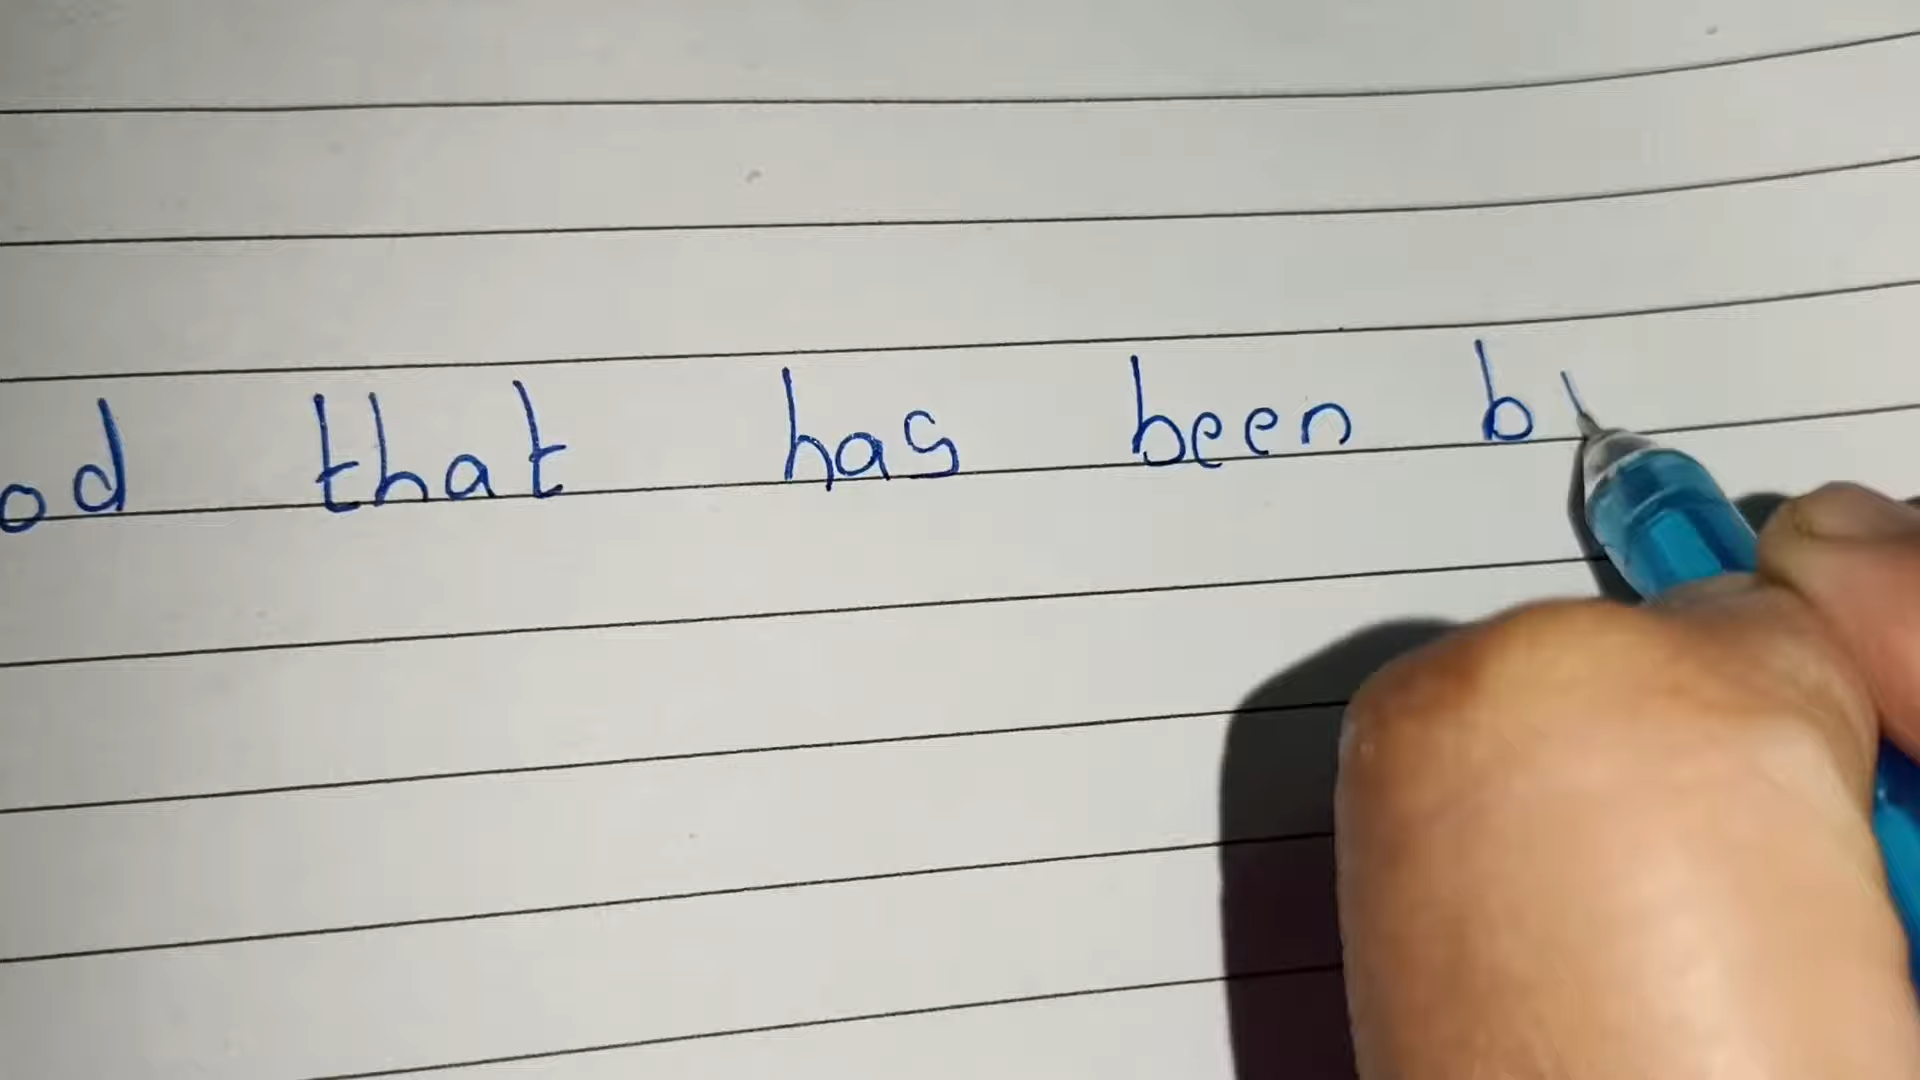 od that has been b